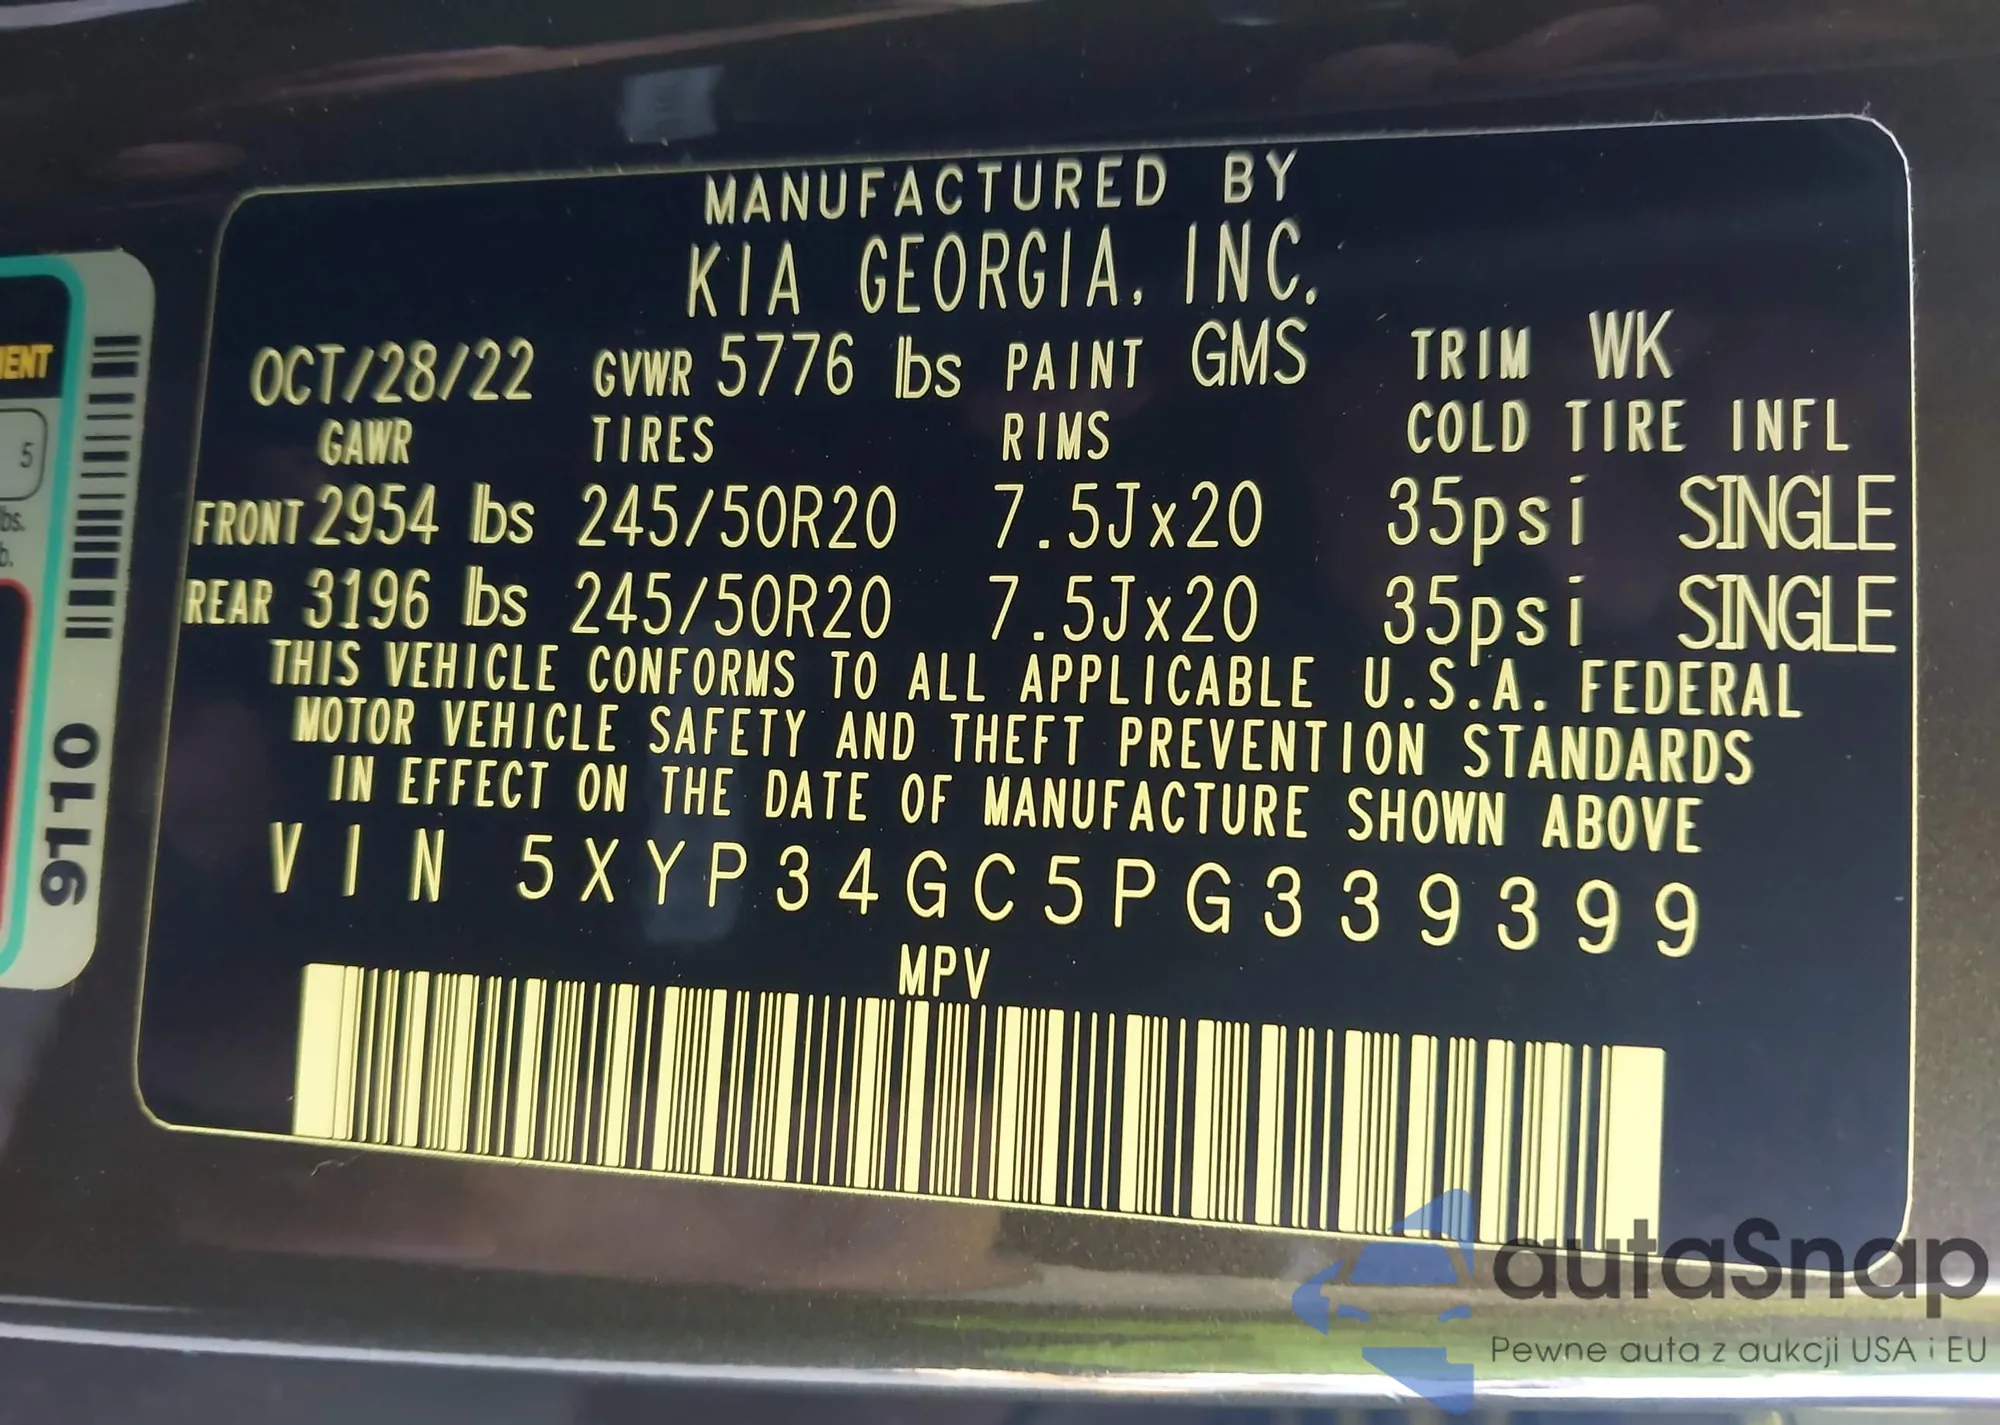 MANUFACTURED BY
KIA GEORGIA, INC.
OCT/28/22 GVWR 5776 lbs PAINT GMS TRIM WK
GAWR TIRES RIMS COLD TIRE INFL
FRONT 2954 lbs 245/50R20 7.5Jx20 35psi SINGLE
REAR 3196 lbs 245/50R20 7.5Jx20 35psi SINGLE
THIS VEHICLE CONFORMS TO ALL APPLICABLE U.S.A. FEDERAL
MOTOR VEHICLE SAFETY AND THEFT PREVENTION STANDARDS
IN EFFECT ON THE DATE OF MANUFACTURE SHOWN ABOVE
VIN 5XYP34GC5PG339399
MPV
5
lbs.
9110
autaSnap
Pewne auta z aukcji USA i EU